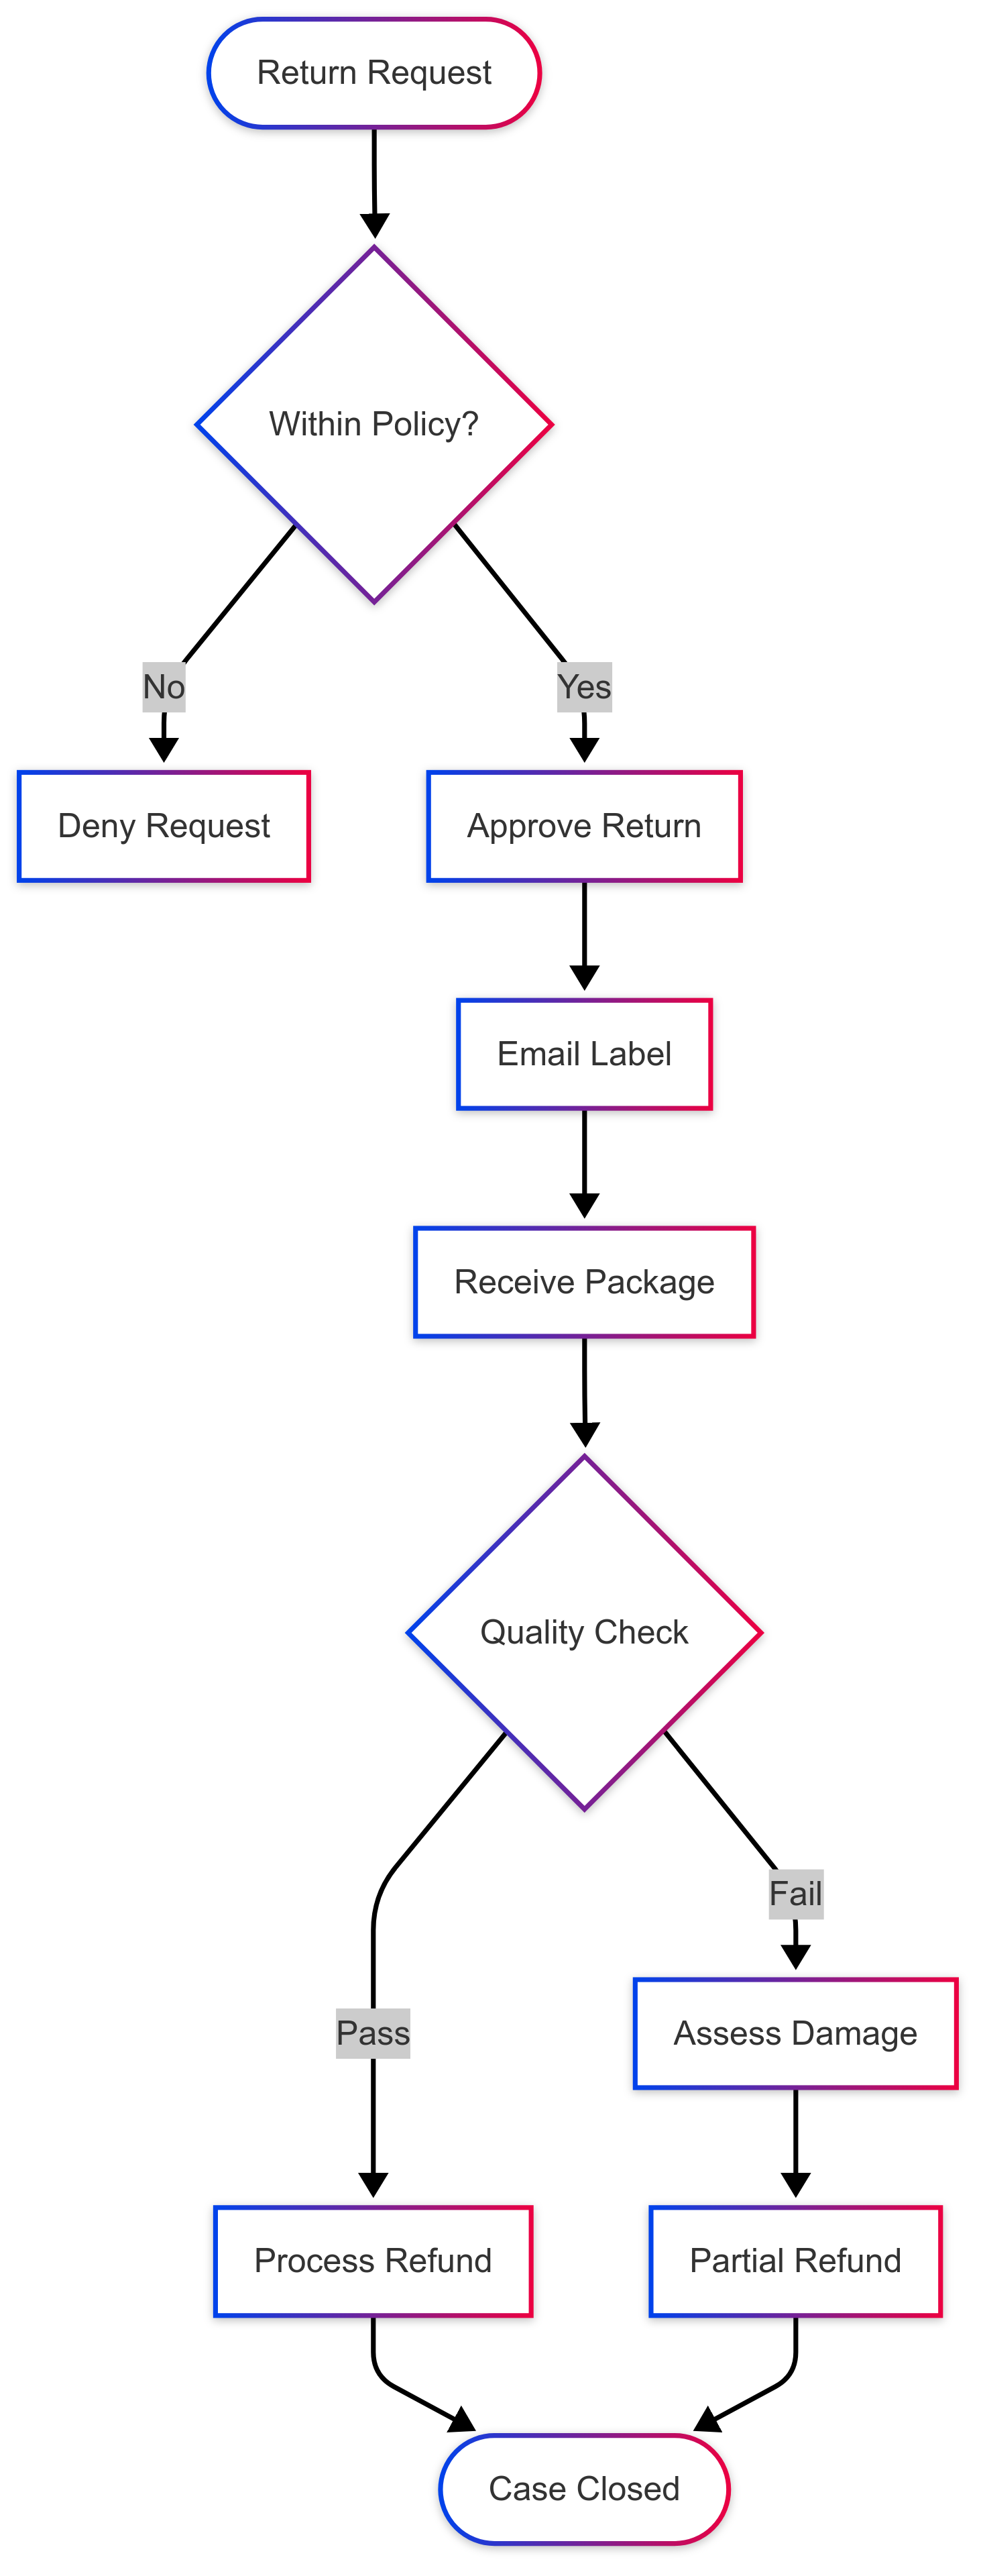 Return Request
Within Policy?
No
Yes
Deny Request
Approve Return
Email Label
Receive Package
Quality Check
Fail
Pass
Assess Damage
Process Refund
Partial Refund
Case Closed